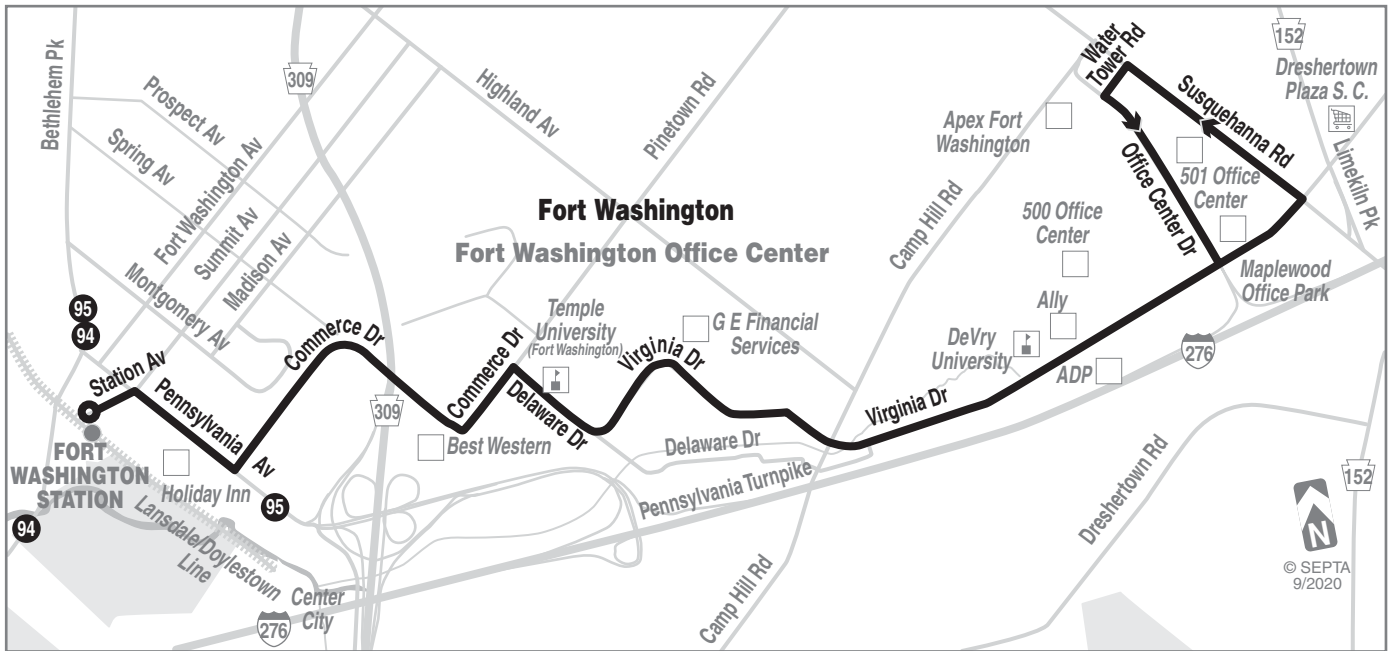 Bethlehem Pk
Prospect Av
Spring Av
Fort Washington Av
Summit Av
Madison Av
Montgomery Av
309
Highland Av
Pinetown Rd
Fort Washington
Fort Washington Office Center
Camp Hill Rd
Apex Fort
Washington
Water
Tower Rd
152
Dreshertown
Plaza S. C.
Susquehanna Rd
Limekiln Pk
501 Office
Center
Office Center Dr
500 Office
Center
Maplewood
Office Park
95
94
Station Av
Pennsylvania
Av
Commerce Dr
309
Commerce Dr
Temple
University
(Fort Washington)
Delaware Dr
Virginia Dr
G E Financial
Services
Ally
DeVry
University
ADP
276
Virginia Dr
Best Western
Delaware Dr
Pennsylvania Turnpike
FORT
WASHINGTON
STATION
Holiday Inn
95
94
Lansdale/Doylestown
Line
Center
City
276
Camp Hill Rd
Dreshertown Rd
152
N
© SEPTA
9/2020